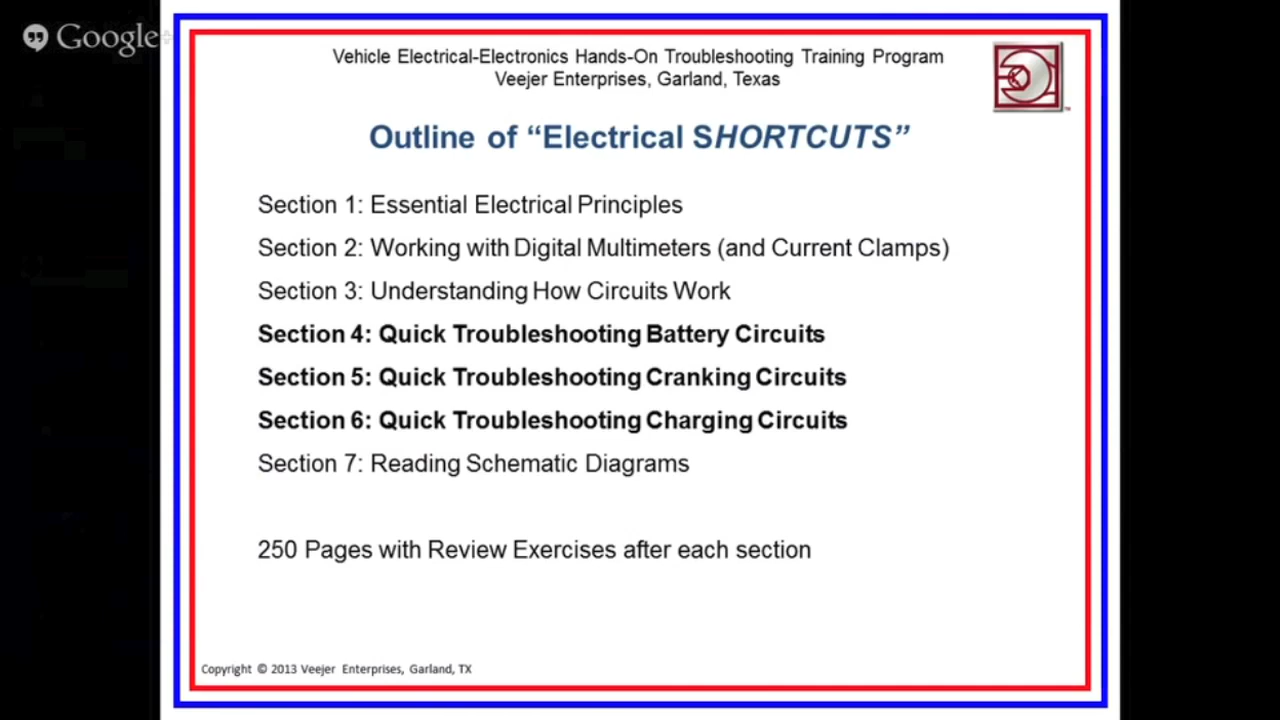 Google+
Vehicle Electrical-Electronics Hands-On Troubleshooting Training Program
Veejer Enterprises, Garland, Texas
Outline of “Electrical SHORTCUTS”
Section 1: Essential Electrical Principles
Section 2: Working with Digital Multimeters (and Current Clamps)
Section 3: Understanding How Circuits Work
Section 4: Quick Troubleshooting Battery Circuits
Section 5: Quick Troubleshooting Cranking Circuits
Section 6: Quick Troubleshooting Charging Circuits
Section 7: Reading Schematic Diagrams
250 Pages with Review Exercises after each section
Copyright © 2013 Veejer Enterprises, Garland, TX